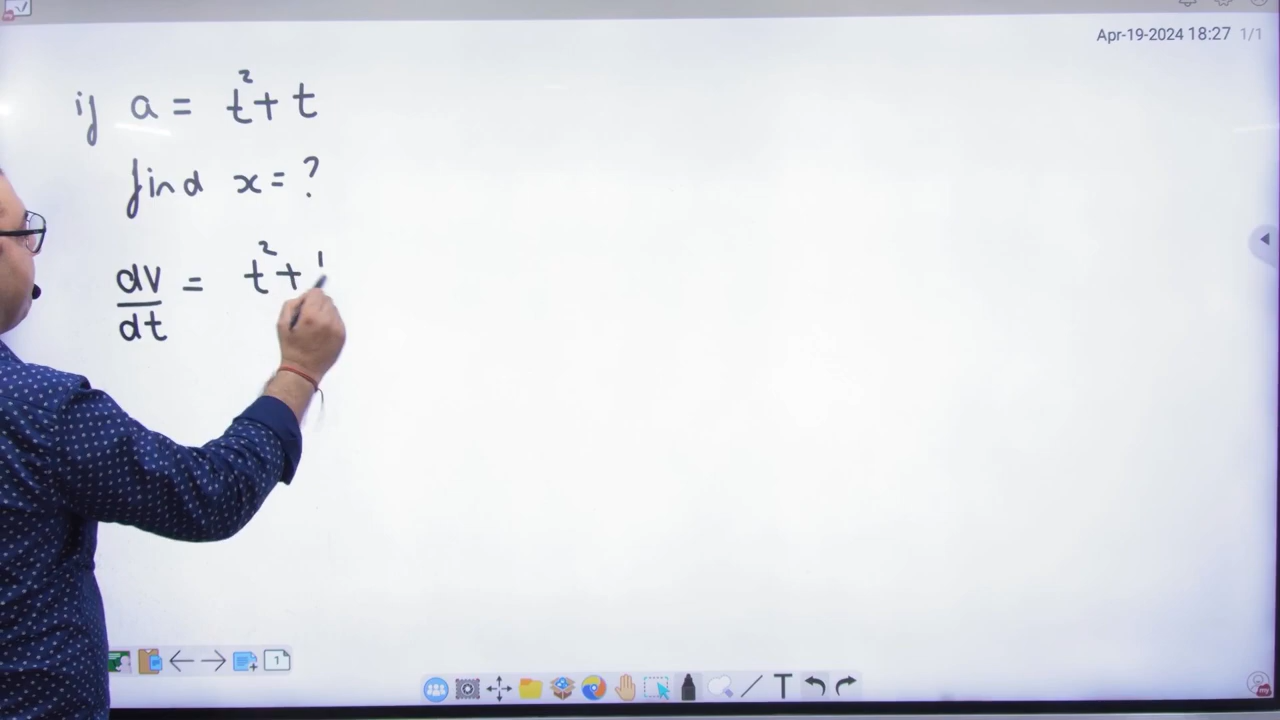 Apr-19-2024 18:27 1/1
if a = t² + t
find x = ?
dv/dt = t² +
1
T